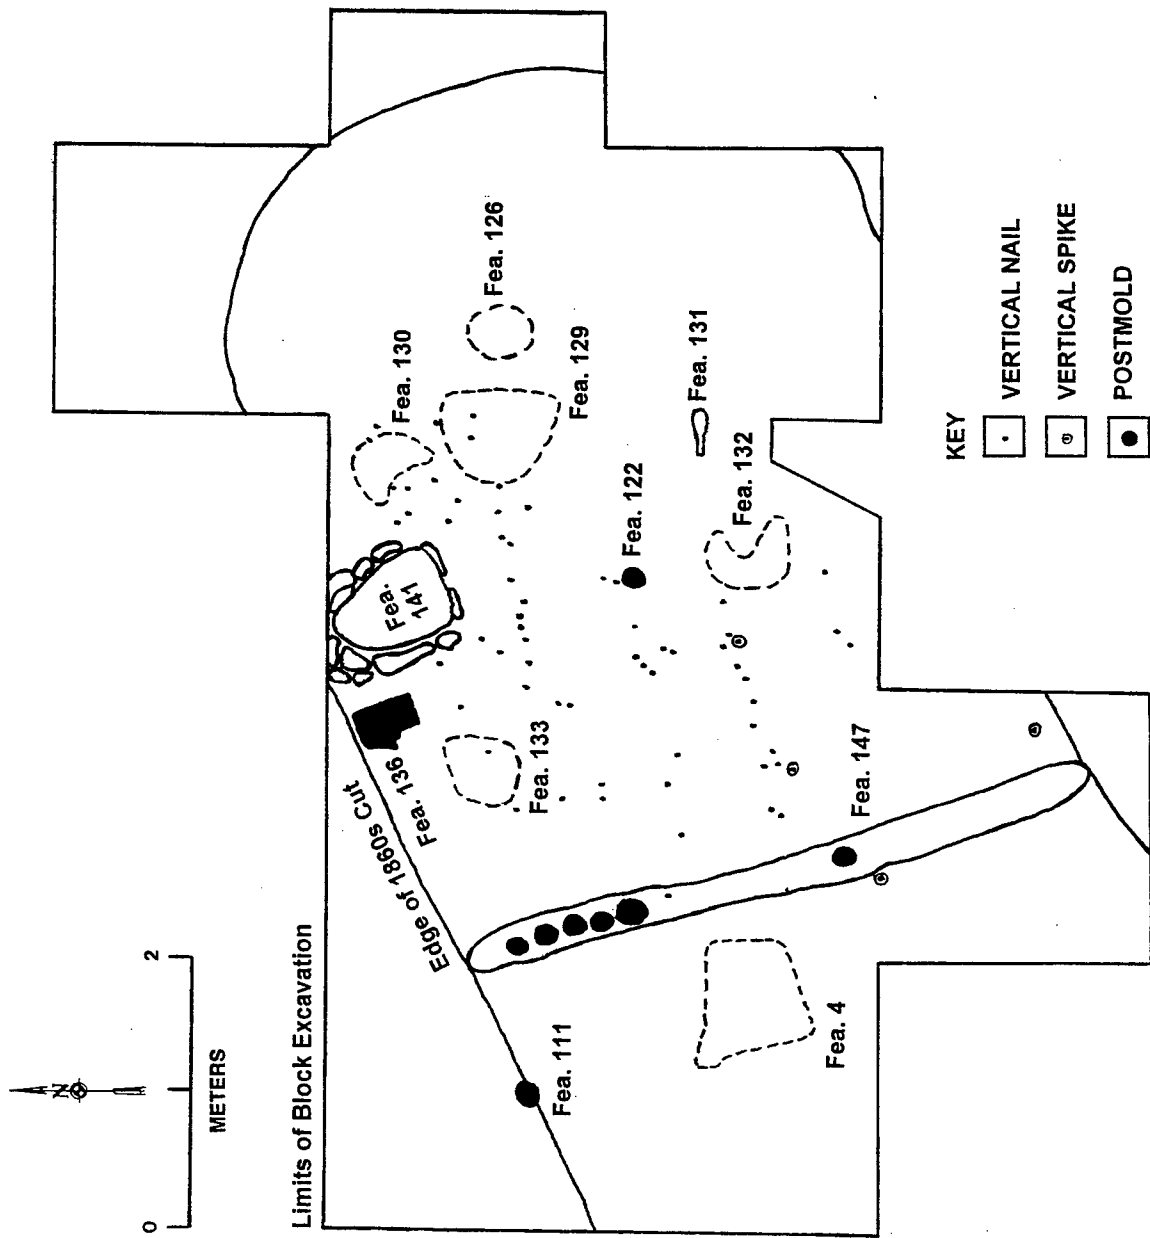 N
0 2
METERS
Limits of Block Excavation
Edge of 1860s Cut
Fea. 111
Fea. 136
Fea. 141
Fea. 130
Fea. 126
Fea. 129
Fea. 133
Fea. 122
Fea. 131
Fea. 132
Fea. 147
Fea. 4
KEY
VERTICAL NAIL
VERTICAL SPIKE
POSTMOLD